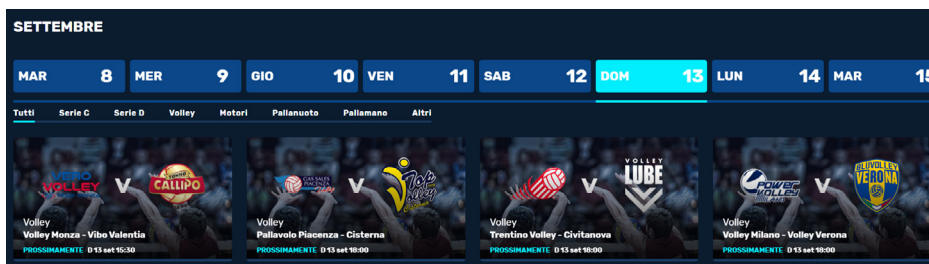 SETTEMBRE
MAR 8 MER 9 GIO 10 VEN 11 SAB 12 DOM 13 LUN 14 MAR 15
Tutti Serie C Serie D Volley Motori Pallanuoto Pallamano Altri
VERO VOLLEY V TONNO CALLIPO
GAS SALES PIACENZA V Top Volley Cisterna
V VOLLEY LUBE
POWER VOLLEY MILANO V BLUVOLLEY VERONA
Volley Volley Volley Volley
Volley Monza - Vibo Valentia Pallavolo Piacenza - Cisterna Trentino Volley - Civitanova Volley Milano - Volley Verona
PROSSIMAMENTE D 13 set 15:30 PROSSIMAMENTE D 13 set 18:00 PROSSIMAMENTE D 13 set 18:00 PROSSIMAMENTE D 13 set 18:00